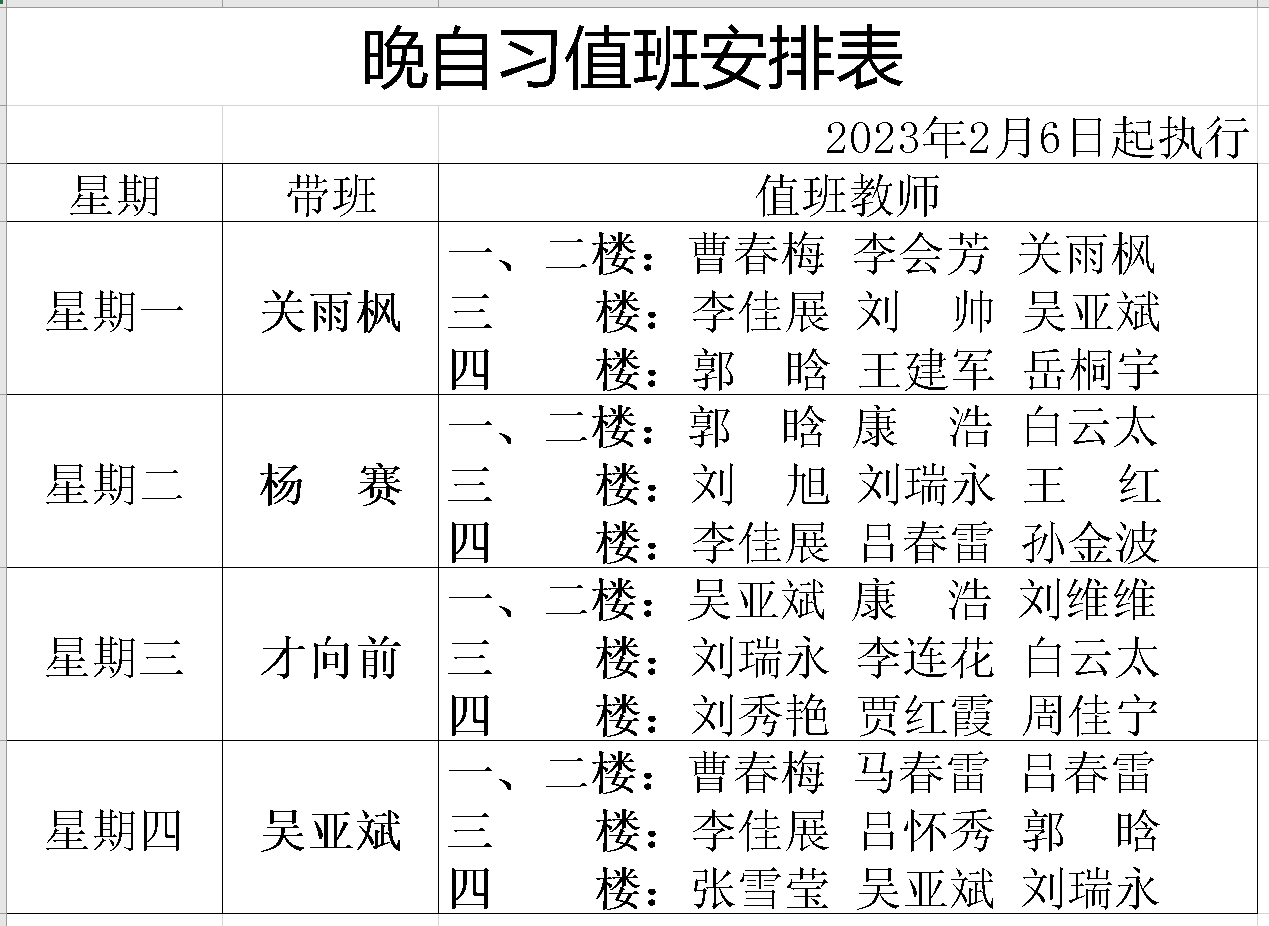 晚自习值班安排表
2023年2月6日起执行
星期 带班 值班教师
一、二楼：曹春梅 李会芳 关雨枫
星期一 关雨枫 三 楼：李佳展 刘 帅 吴亚斌
四 楼：郭 晗 王建军 岳桐宇
一、二楼：郭 晗 康 浩 白云太
星期二 杨 赛 三 楼：刘 旭 刘瑞永 王 红
四 楼：李佳展 吕春雷 孙金波
一、二楼：吴亚斌 康 浩 刘维维
星期三 才向前 三 楼：刘瑞永 李连花 白云太
四 楼：刘秀艳 贾红霞 周佳宁
一、二楼：曹春梅 马春雷 吕春雷
星期四 吴亚斌 三 楼：李佳展 吕怀秀 郭 晗
四 楼：张雪莹 吴亚斌 刘瑞永